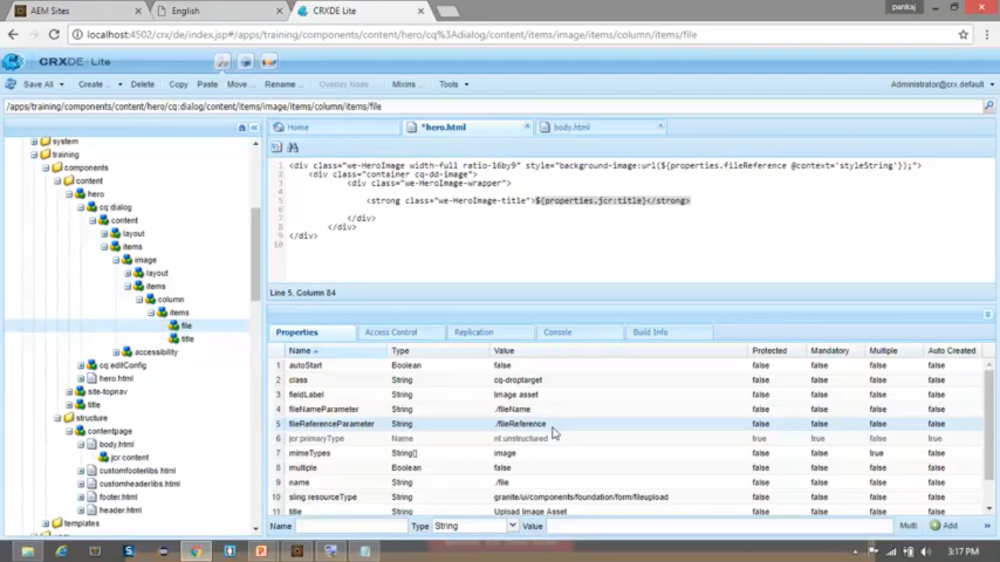 AEM Sites
English
CRXDE Lite
pankaj
localhost:4502/crx/de/index.jsp#/apps/training/components/content/hero/cq%3Adialog/content/items/image/items/column/items/file
CRXDE Lite
Save All Create ... Delete Copy Paste Move ... Rename ... Overlay Node ... Mixins ... Tools
Administrator@crx.default
/apps/training/components/content/hero/cq:dialog/content/items/image/items/column/items/file
system
training
components
content
hero
cq:dialog
content
layout
items
image
layout
items
column
items
file
title
accessibility
cq:editConfig
hero.html
site-topnav
title
structure
contentpage
body.html
jcr:content
customfooterlibs.html
customheaderlibs.html
footer.html
header.html
templates
Home
*hero.html
body.html
1 <div class="we-HeroImage width-full ratio-16by9" style="background-image:url(${properties.fileReference @context='styleString'});">
2 <div class="container cq-dd-image">
3 <div class="we-HeroImage-wrapper">
4
5 <strong class="we-HeroImage-title">${properties.jcr:title}</strong>
6
7 </div>
8 </div>
9 </div>
10
Line 5, Column 84
Properties Access Control Replication Console Build Info
Name Type Value Protected Mandatory Multiple Auto Created
1 autoStart Boolean false false false false false
2 class String cq-droptarget false false false false
3 fieldLabel String Image asset false false false false
4 fileNameParameter String ./fileName false false false false
5 fileReferenceParameter String ./fileReference false false false false
6 jcr:primaryType Name nt:unstructured true true false true
7 mimeTypes String[] image false false true false
8 multiple Boolean false false false false false
9 name String ./file false false false false
10 sling:resourceType String granite/ui/components/foundation/form/fileupload false false false false
11 title String Upload Image Asset false false false false
Name Type String Value Multi Add »
3:17 PM